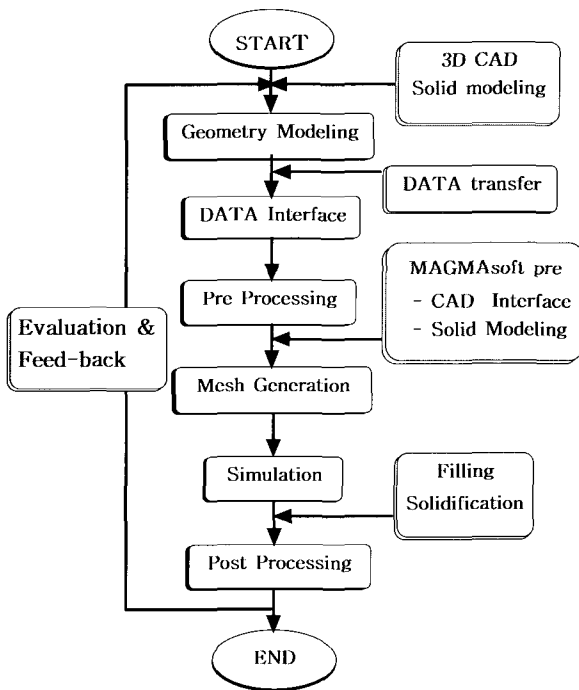 START
3D CAD
Solid modeling
Geometry Modeling
DATA transfer
DATA Interface
MAGMAsoft pre
- CAD Interface
- Solid Modeling
Pre Processing
Evaluation &
Feed-back
Mesh Generation
Simulation
Filling
Solidification
Post Processing
END